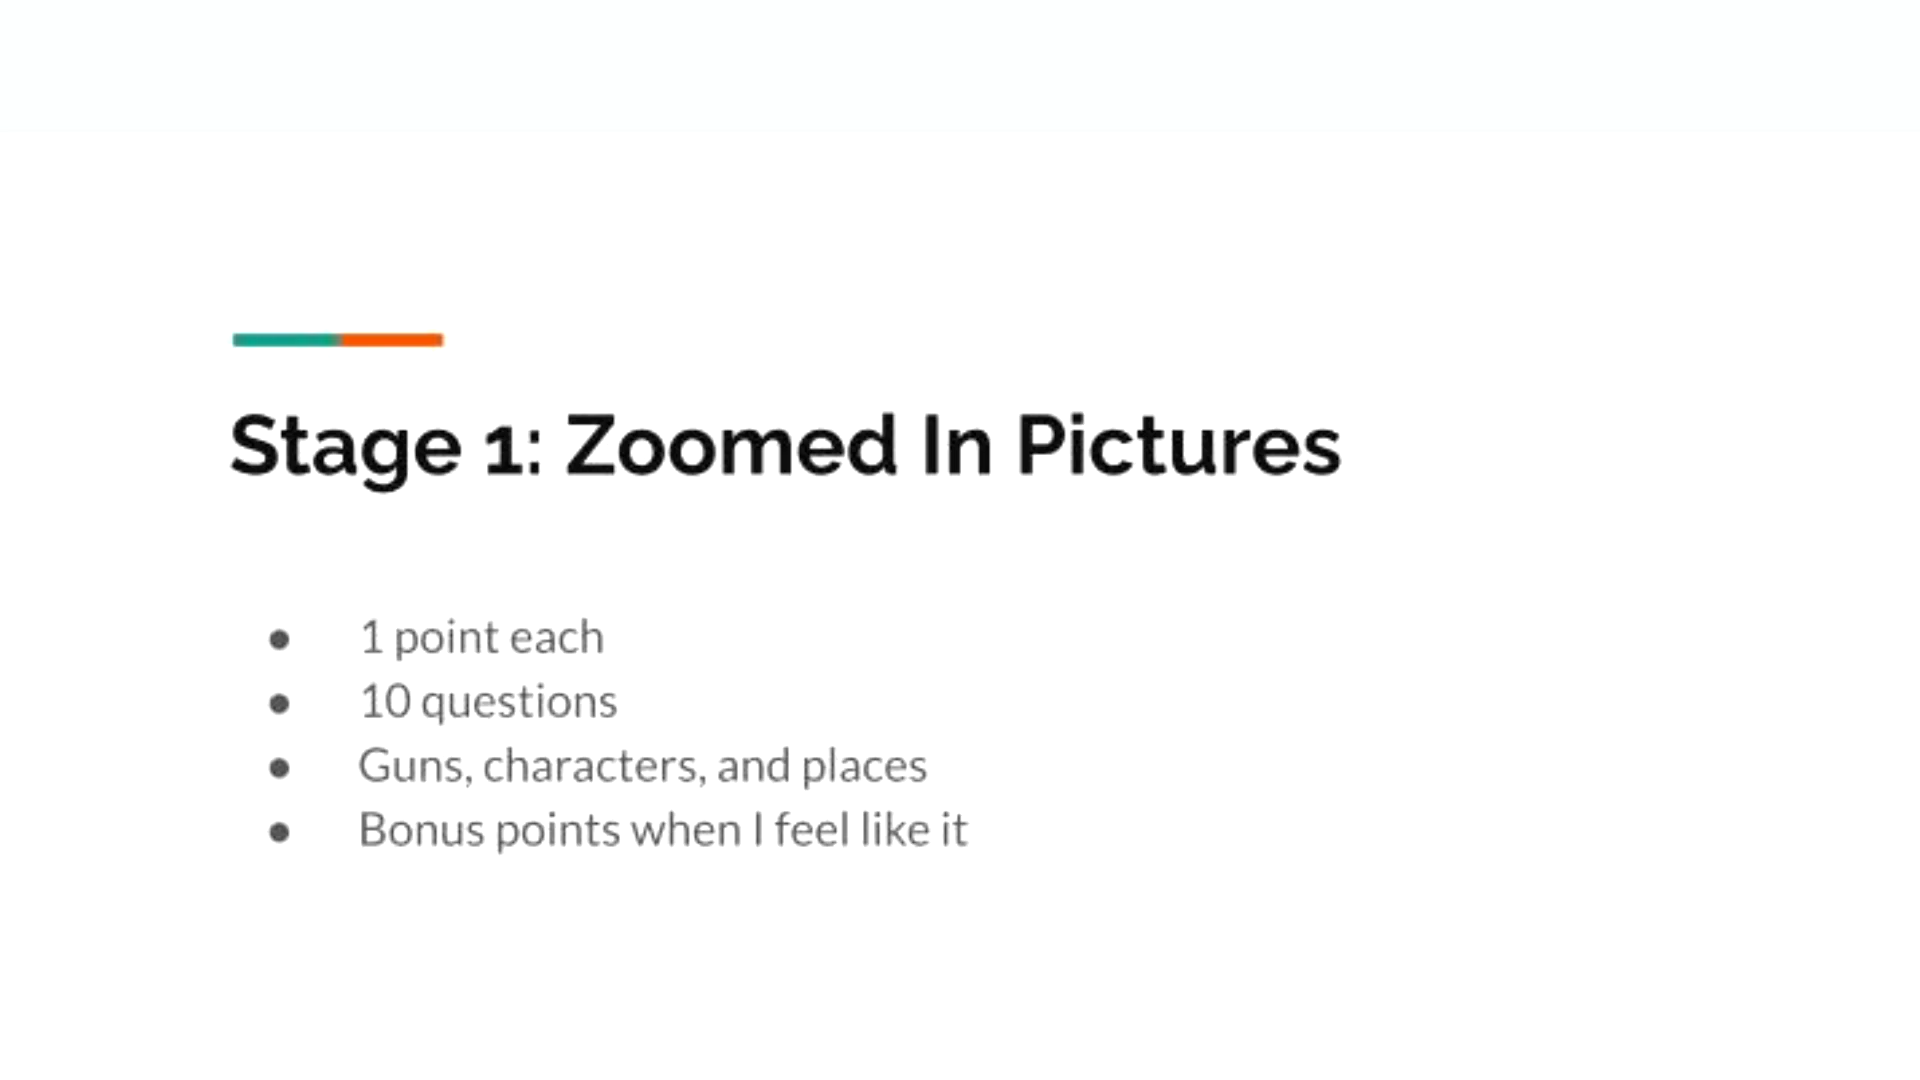 Stage 1: Zoomed In Pictures
● 1 point each
● 10 questions
● Guns, characters, and places
● Bonus points when I feel like it